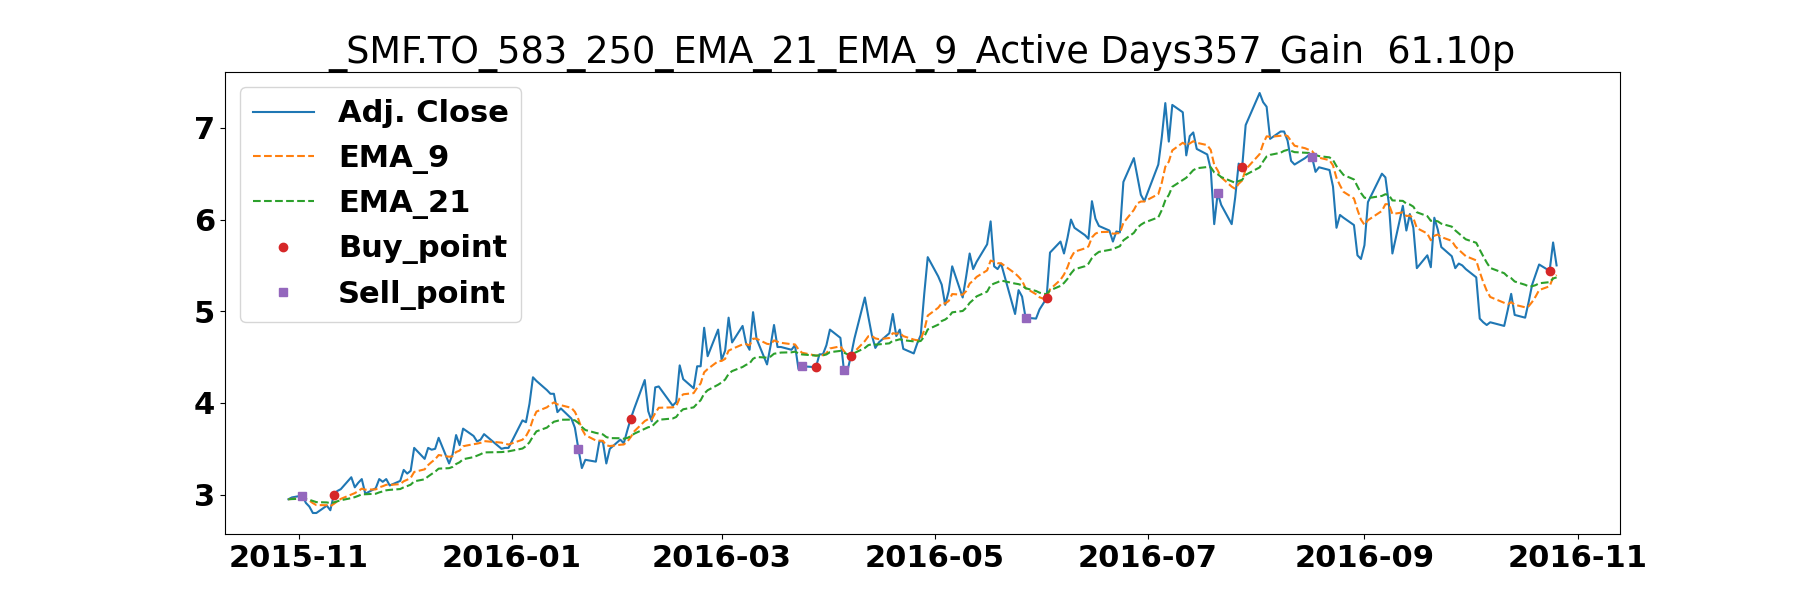 _SMF.TO_583_250_EMA_21_EMA_9_Active Days357_Gain  61.10p
Adj. Close
EMA_9
EMA_21
Buy_point
Sell_point
7
6
5
4
3
2015-11 2016-01 2016-03 2016-05 2016-07 2016-09 2016-11